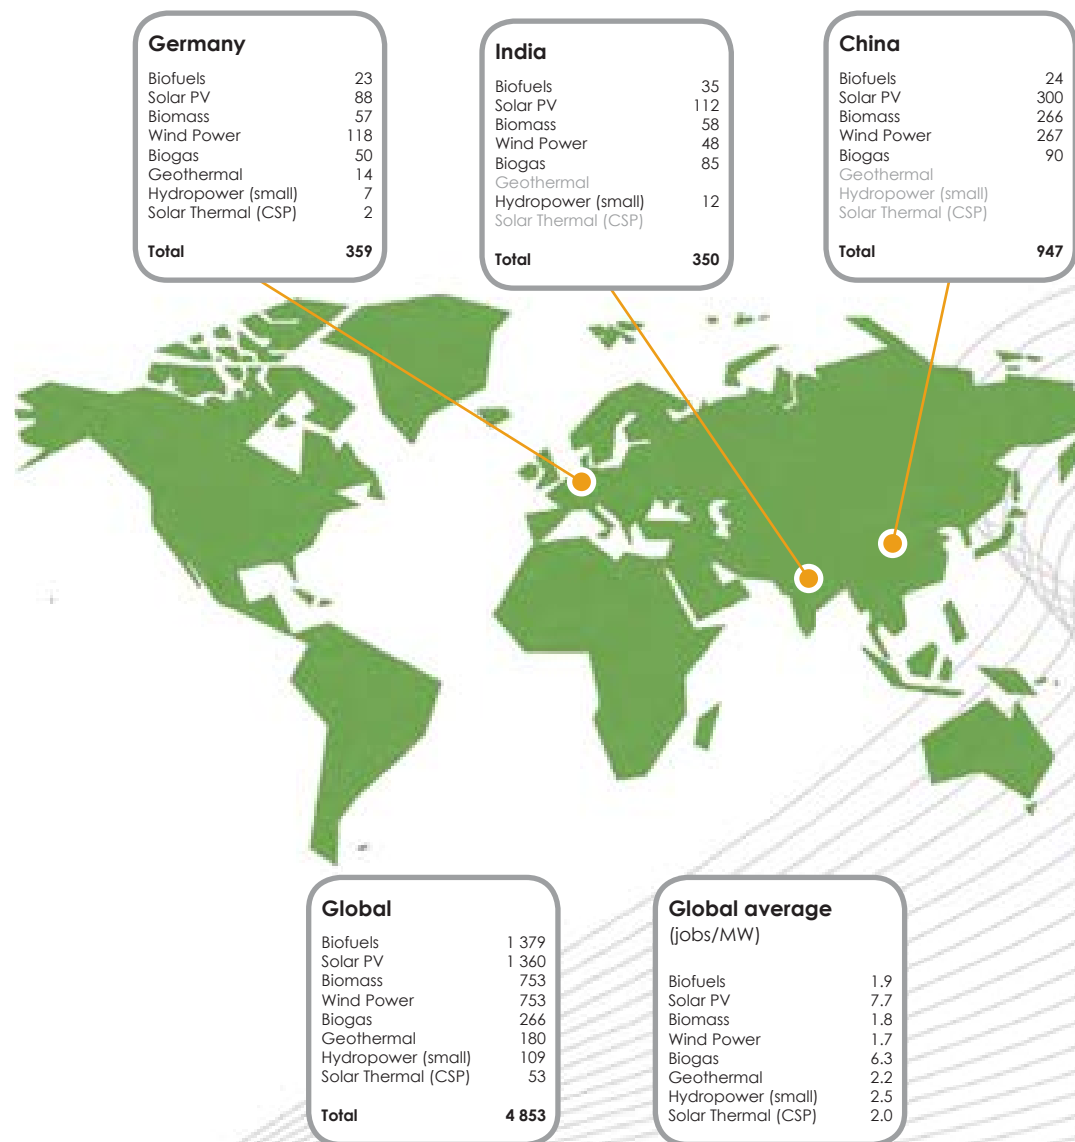 Germany
Biofuels 23
Solar PV 88
Biomass 57
Wind Power 118
Biogas 50
Geothermal 14
Hydropower (small) 7
Solar Thermal (CSP) 2
Total 359
India
Biofuels 35
Solar PV 112
Biomass 58
Wind Power 48
Biogas 85
Geothermal
Hydropower (small) 12
Solar Thermal (CSP)
Total 350
China
Biofuels 24
Solar PV 300
Biomass 266
Wind Power 267
Biogas 90
Geothermal
Hydropower (small)
Solar Thermal (CSP)
Total 947
Global
Biofuels 1 379
Solar PV 1 360
Biomass 753
Wind Power 753
Biogas 266
Geothermal 180
Hydropower (small) 109
Solar Thermal (CSP) 53
Total 4 853
Global average
(jobs/MW)
Biofuels 1.9
Solar PV 7.7
Biomass 1.8
Wind Power 1.7
Biogas 6.3
Geothermal 2.2
Hydropower (small) 2.5
Solar Thermal (CSP) 2.0